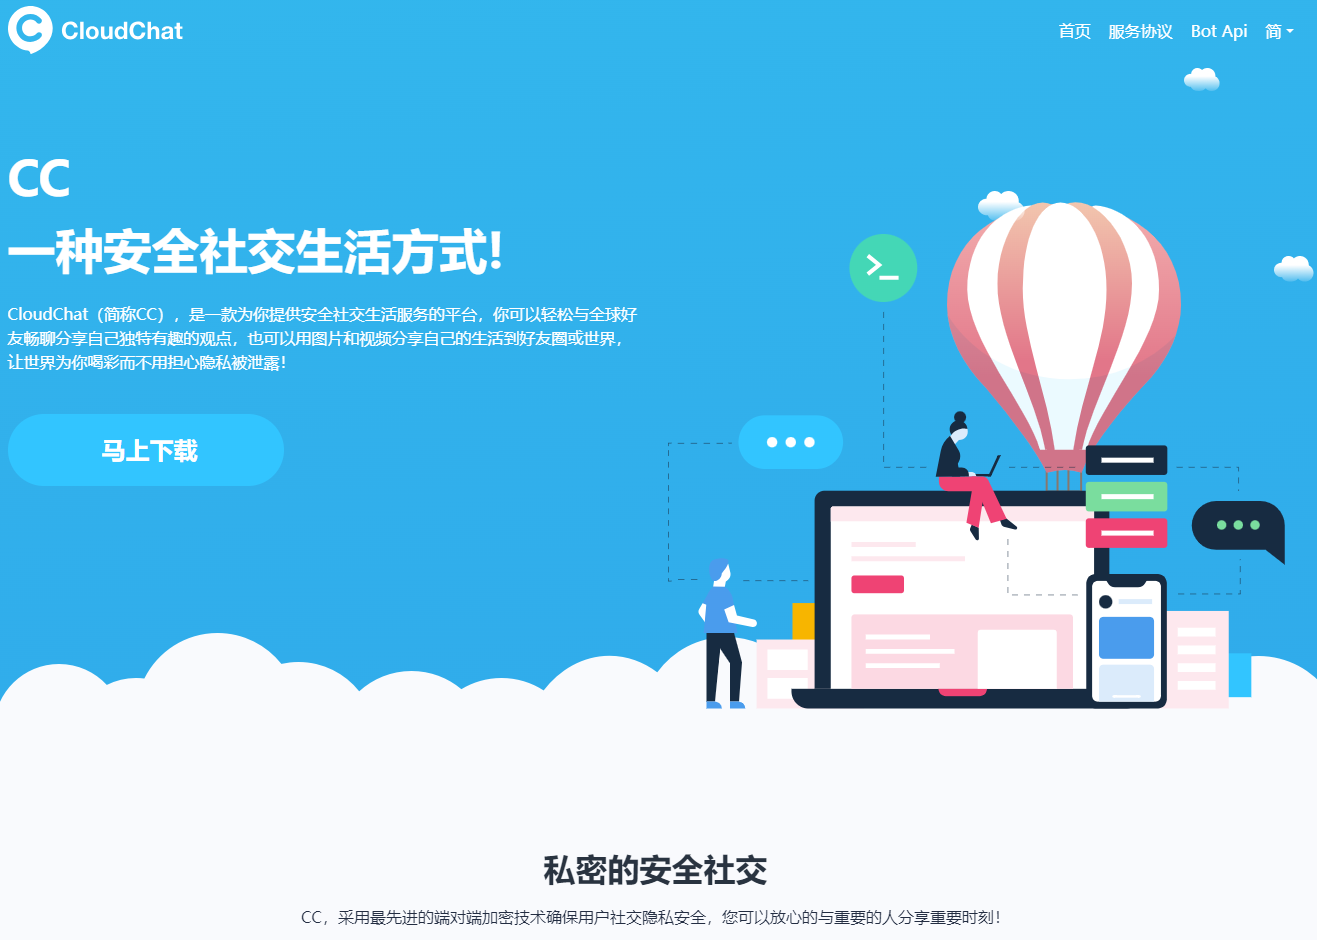 CloudChat
首页 服务协议 Bot Api 简
CC
一种安全社交生活方式!
CloudChat（简称CC），是一款为你提供安全社交生活服务的平台，你可以轻松与全球好
友畅聊分享自己独特有趣的观点，也可以用图片和视频分享自己的生活到好友圈或世界，
让世界为你喝彩而不用担心隐私被泄露！
马上下载
私密的安全社交
CC，采用最先进的端对端加密技术确保用户社交隐私安全，您可以放心的与重要的人分享重要时刻！